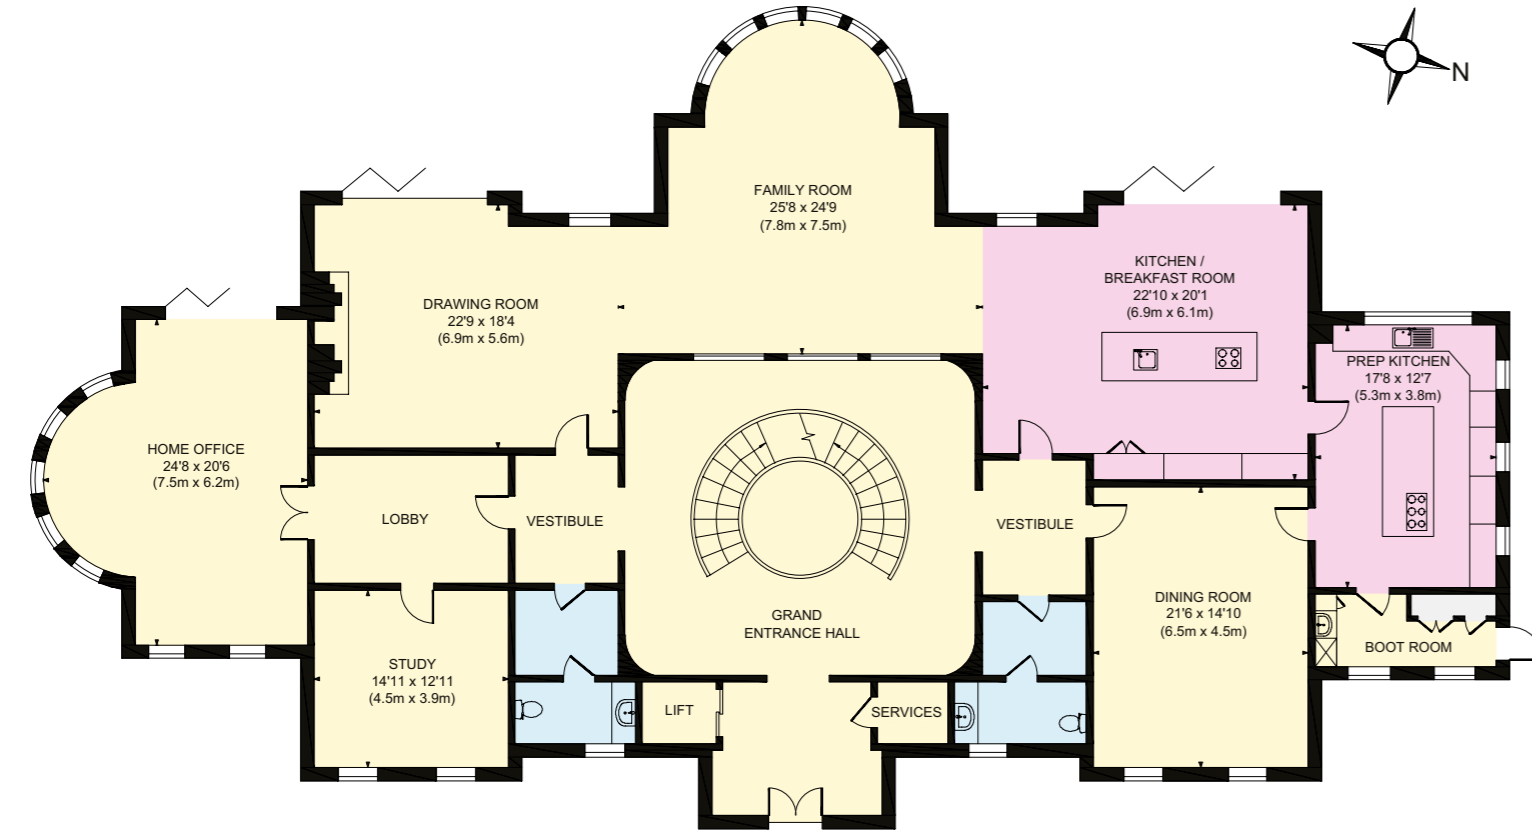 N
FAMILY ROOM
25'8 x 24'9
(7.8m x 7.5m)
KITCHEN /
BREAKFAST ROOM
22'10 x 20'1
(6.9m x 6.1m)
DRAWING ROOM
22'9 x 18'4
(6.9m x 5.6m)
PREP KITCHEN
17'8 x 12'7
(5.3m x 3.8m)
HOME OFFICE
24'8 x 20'6
(7.5m x 6.2m)
LOBBY
VESTIBULE
VESTIBULE
DINING ROOM
21'6 x 14'10
(6.5m x 4.5m)
GRAND
ENTRANCE HALL
BOOT ROOM
STUDY
14'11 x 12'11
(4.5m x 3.9m)
LIFT
SERVICES